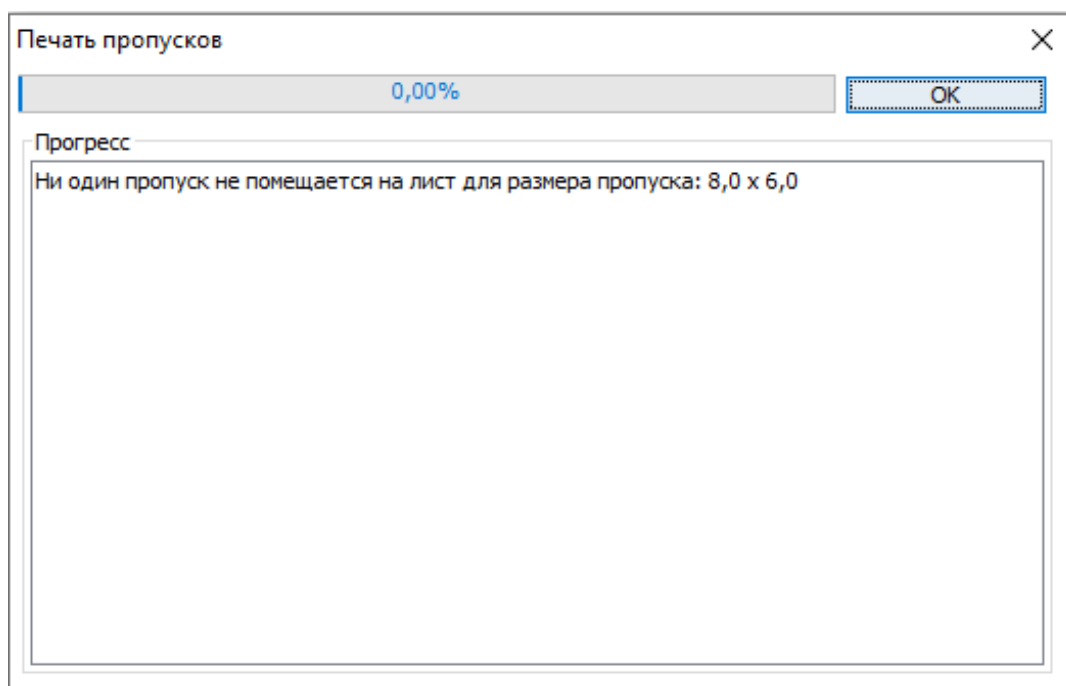 Печать пропусков
0,00%
OK
Прогресс
Ни один пропуск не помещается на лист для размера пропуска: 8,0 x 6,0